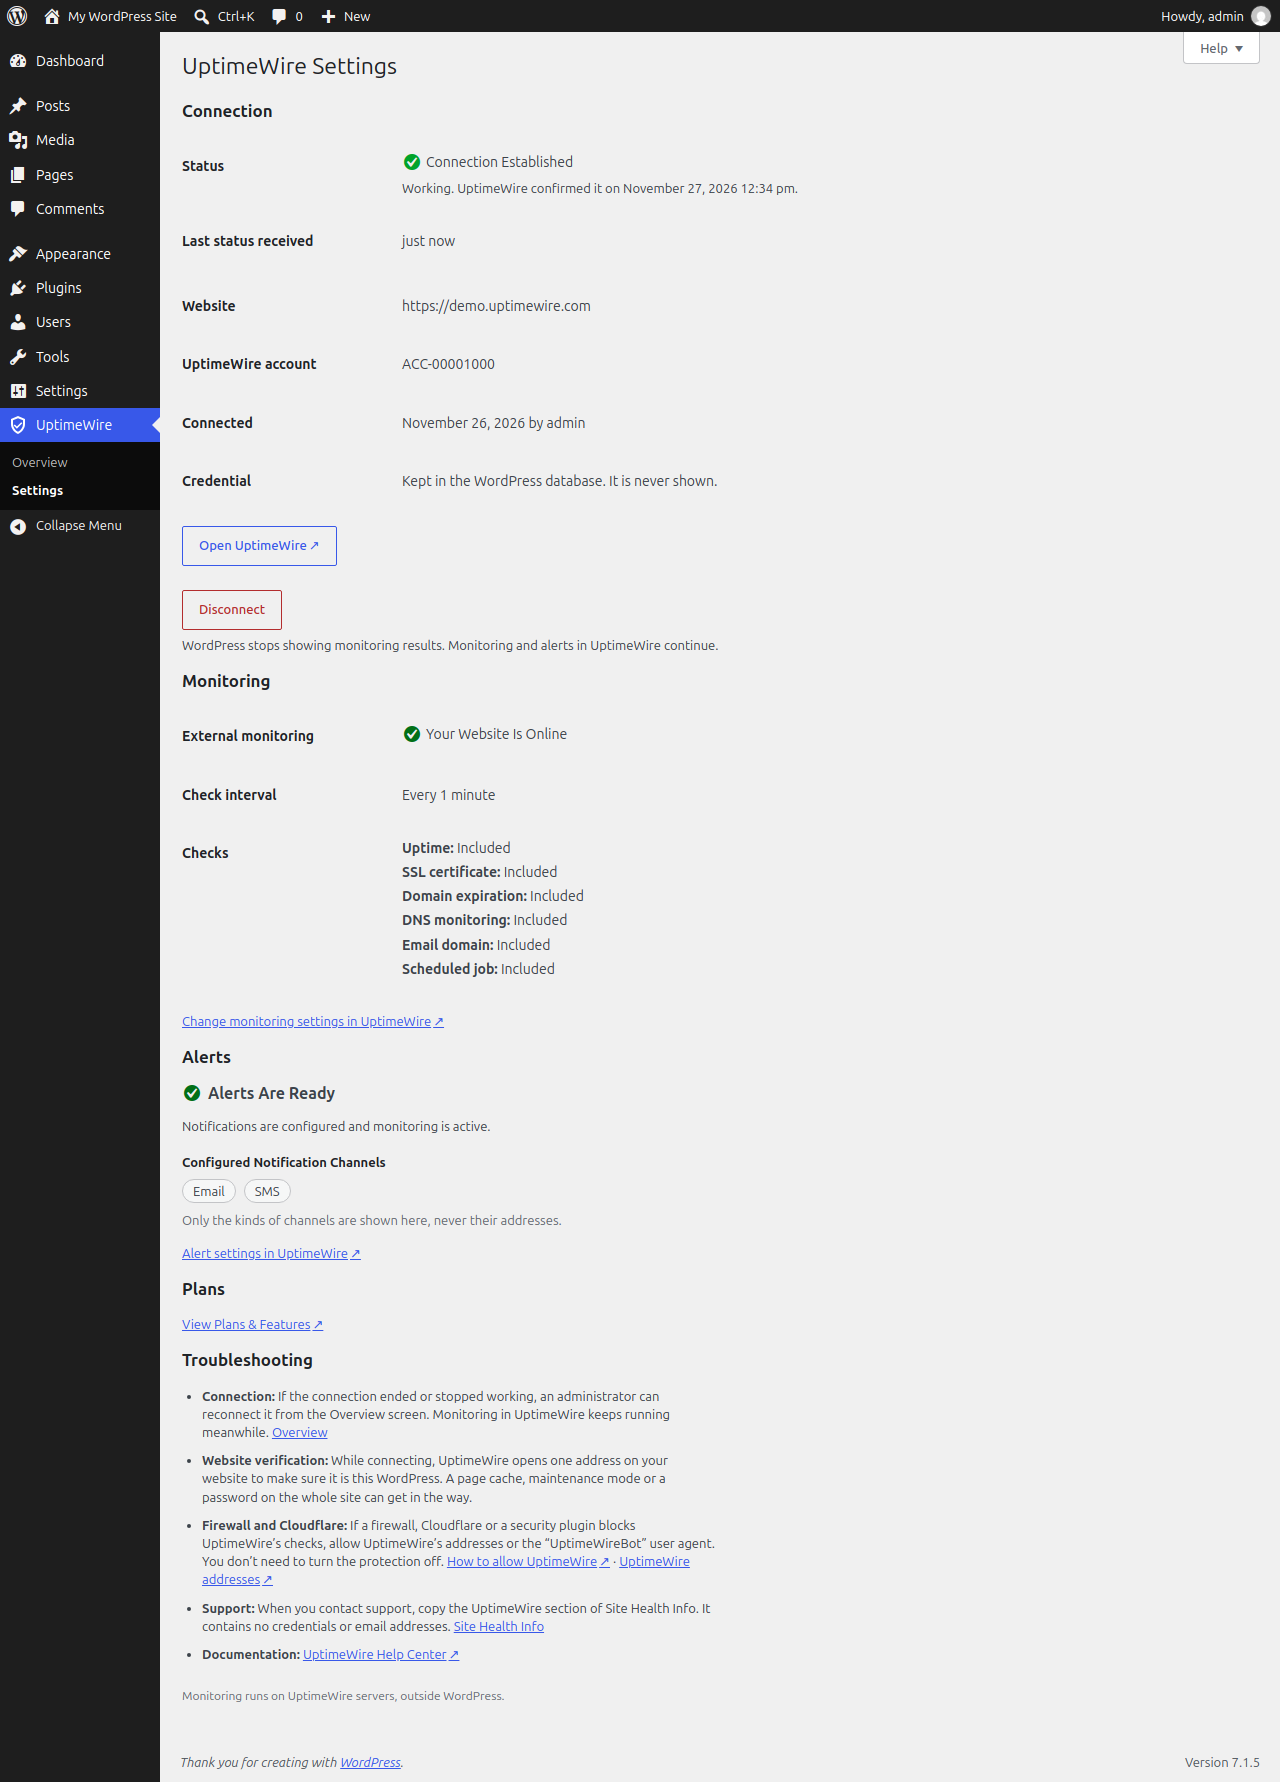 My WordPress Site Ctrl+K 0 New Howdy, admin
Help ▼
Dashboard
Posts
Media
Pages
Comments
Appearance
Plugins
Users
Tools
Settings
UptimeWire
Overview
Settings
Collapse Menu
UptimeWire Settings
Connection
Status Connection Established
Working. UptimeWire confirmed it on November 27, 2026 12:34 pm.
Last status received just now
Website https://demo.uptimewire.com
UptimeWire account ACC-00001000
Connected November 26, 2026 by admin
Credential Kept in the WordPress database. It is never shown.
Open UptimeWire ↗
Disconnect
WordPress stops showing monitoring results. Monitoring and alerts in UptimeWire continue.
Monitoring
External monitoring Your Website Is Online
Check interval Every 1 minute
Checks Uptime: Included
SSL certificate: Included
Domain expiration: Included
DNS monitoring: Included
Email domain: Included
Scheduled job: Included
Change monitoring settings in UptimeWire ↗
Alerts
Alerts Are Ready
Notifications are configured and monitoring is active.
Configured Notification Channels
Email SMS
Only the kinds of channels are shown here, never their addresses.
Alert settings in UptimeWire ↗
Plans
View Plans & Features ↗
Troubleshooting
• Connection: If the connection ended or stopped working, an administrator can
reconnect it from the Overview screen. Monitoring in UptimeWire keeps running
meanwhile. Overview
• Website verification: While connecting, UptimeWire opens one address on your
website to make sure it is this WordPress. A page cache, maintenance mode or a
password on the whole site can get in the way.
• Firewall and Cloudflare: If a firewall, Cloudflare or a security plugin blocks
UptimeWire’s checks, allow UptimeWire’s addresses or the “UptimeWireBot” user agent.
You don’t need to turn the protection off. How to allow UptimeWire ↗ · UptimeWire
addresses ↗
• Support: When you contact support, copy the UptimeWire section of Site Health Info. It
contains no credentials or email addresses. Site Health Info
• Documentation: UptimeWire Help Center ↗
Monitoring runs on UptimeWire servers, outside WordPress.
Thank you for creating with WordPress. Version 7.1.5